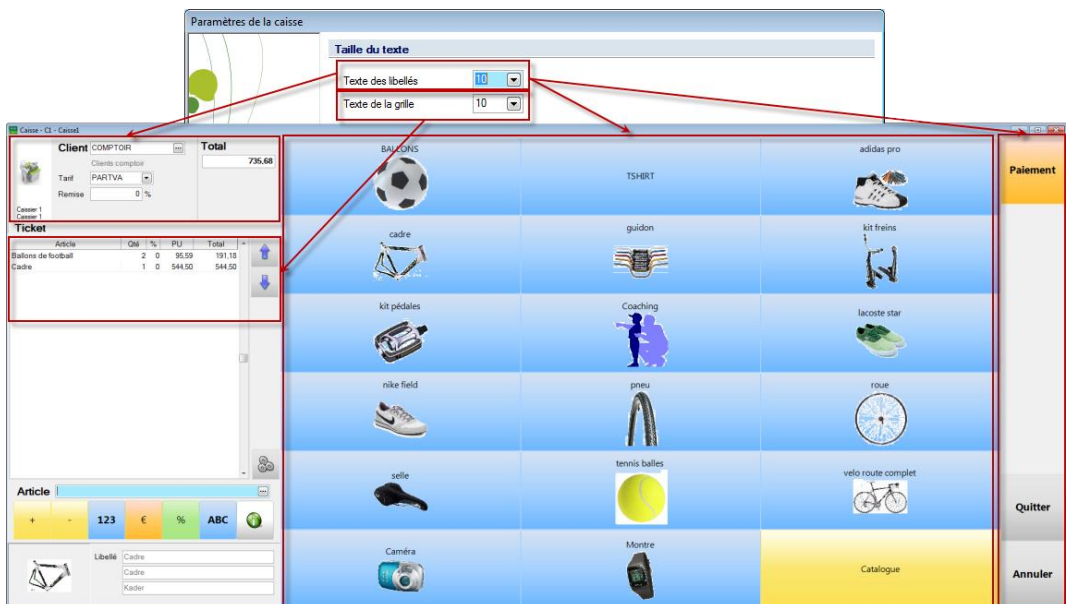 Paramètres de la caisse
Taille du texte
Texte des libellés 10
Texte de la grille 10
Caisse - C1 - Caisse1
Client COMPTOIR ...
Clients comptoir
Tarif PARTVA
Remise 0 %
Caissier 1
Caissier 1
Total
735,68
Ticket
Article Qté % PU Total
Ballons de football 2 0 95,59 191,18
Cadre 1 0 544,50 544,50
Article ...
+ - 123 € % ABC
Libellé Cadre
Cadre
Kader
BALLONS TSHIRT adidas pro
cadre guidon kit freins
kit pédales Coaching lacoste star
nike field pneu roue
selle tennis balles velo route complet
Caméra Montre Catalogue
Paiement
Quitter
Annuler